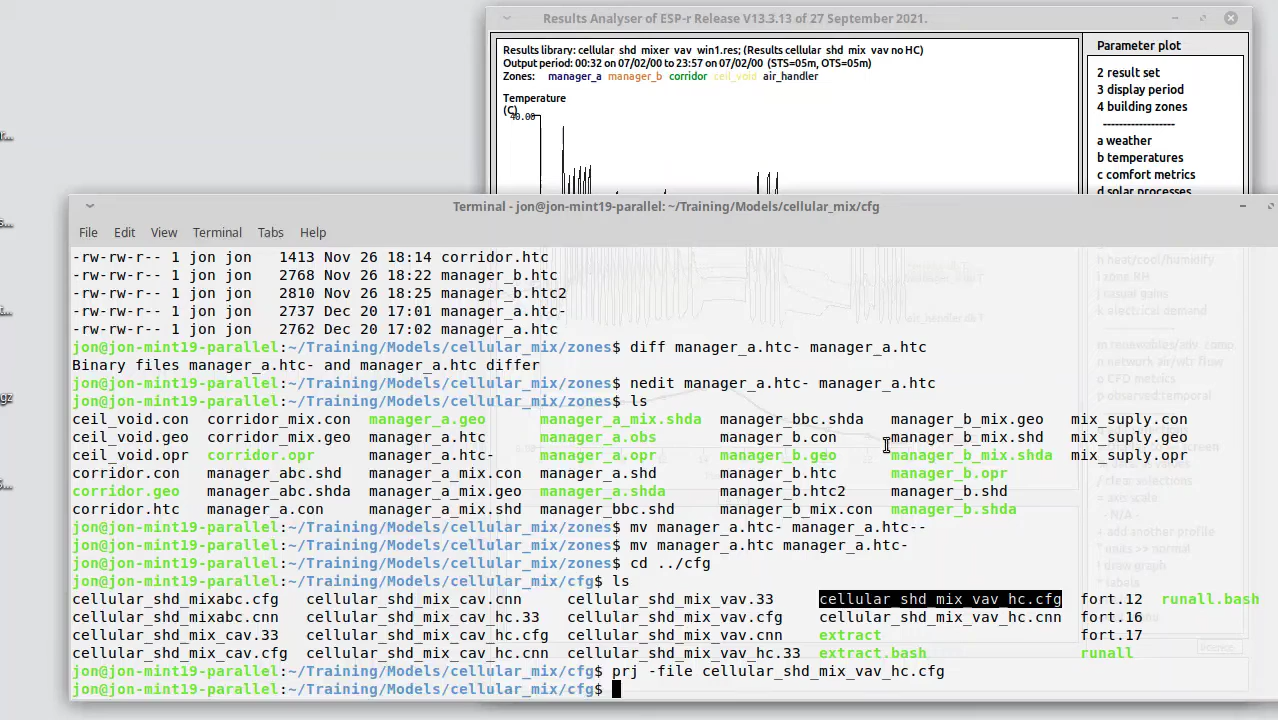 Results Analyser of ESP-r Release V13.3.13 of 27 September 2021.
Results library: cellular_shd_mixer_vav_win1.res; (Results cellular_shd_mix_vav no HC)
Output period: 00:32 on 07/02/00 to 23:57 on 07/02/00 (STS=05m, OTS=05m)
Zones: manager_a manager_b corridor ceil_void air_handler
Temperature
(C)
40.00
Parameter plot
2 result set
3 display period
4 building zones
------------------
a weather
b temperatures
c comfort metrics
d solar processes
Terminal - jon@jon-mint19-parallel: ~/Training/Models/cellular_mix/cfg
File Edit View Terminal Tabs Help
-rw-rw-r-- 1 jon jon 1413 Nov 26 18:14 corridor.htc
-rw-rw-r-- 1 jon jon 2768 Nov 26 18:22 manager_b.htc
-rw-rw-r-- 1 jon jon 2810 Nov 26 18:25 manager_b.htc2
-rw-rw-r-- 1 jon jon 2737 Dec 20 17:01 manager_a.htc-
-rw-rw-r-- 1 jon jon 2762 Dec 20 17:02 manager_a.htc
jon@jon-mint19-parallel:~/Training/Models/cellular_mix/zones$ diff manager_a.htc- manager_a.htc
Binary files manager_a.htc- and manager_a.htc differ
jon@jon-mint19-parallel:~/Training/Models/cellular_mix/zones$ nedit manager_a.htc- manager_a.htc
jon@jon-mint19-parallel:~/Training/Models/cellular_mix/zones$ ls
ceil_void.con corridor_mix.con manager_a.geo manager_a_mix.shda manager_bbc.shda manager_b_mix.geo mix_suply.con
ceil_void.geo corridor_mix.geo manager_a.htc manager_a.obs manager_b.con manager_b_mix.shd mix_suply.geo
ceil_void.opr corridor.opr manager_a.htc- manager_a.opr manager_b.geo manager_b_mix.shda mix_suply.opr
corridor.con manager_abc.shd manager_a_mix.con manager_a.shd manager_b.htc manager_b.opr
corridor.geo manager_abc.shda manager_a_mix.geo manager_a.shda manager_b.htc2 manager_b.shd
corridor.htc manager_a.con manager_a_mix.shd manager_bbc.shd manager_b_mix.con manager_b.shda
jon@jon-mint19-parallel:~/Training/Models/cellular_mix/zones$ mv manager_a.htc- manager_a.htc--
jon@jon-mint19-parallel:~/Training/Models/cellular_mix/zones$ mv manager_a.htc manager_a.htc-
jon@jon-mint19-parallel:~/Training/Models/cellular_mix/zones$ cd ../cfg
jon@jon-mint19-parallel:~/Training/Models/cellular_mix/cfg$ ls
cellular_shd_mixabc.cfg cellular_shd_mix_cav.cnn cellular_shd_mix_vav.33 cellular_shd_mix_vav_hc.cfg fort.12 runall.bash
cellular_shd_mixabc.cnn cellular_shd_mix_cav_hc.33 cellular_shd_mix_vav.cfg cellular_shd_mix_vav_hc.cnn fort.16
cellular_shd_mix_cav.33 cellular_shd_mix_cav_hc.cfg cellular_shd_mix_vav.cnn extract fort.17
cellular_shd_mix_cav.cfg cellular_shd_mix_cav_hc.cnn cellular_shd_mix_vav_hc.33 extract.bash runall
jon@jon-mint19-parallel:~/Training/Models/cellular_mix/cfg$ prj -file cellular_shd_mix_vav_hc.cfg
jon@jon-mint19-parallel:~/Training/Models/cellular_mix/cfg$